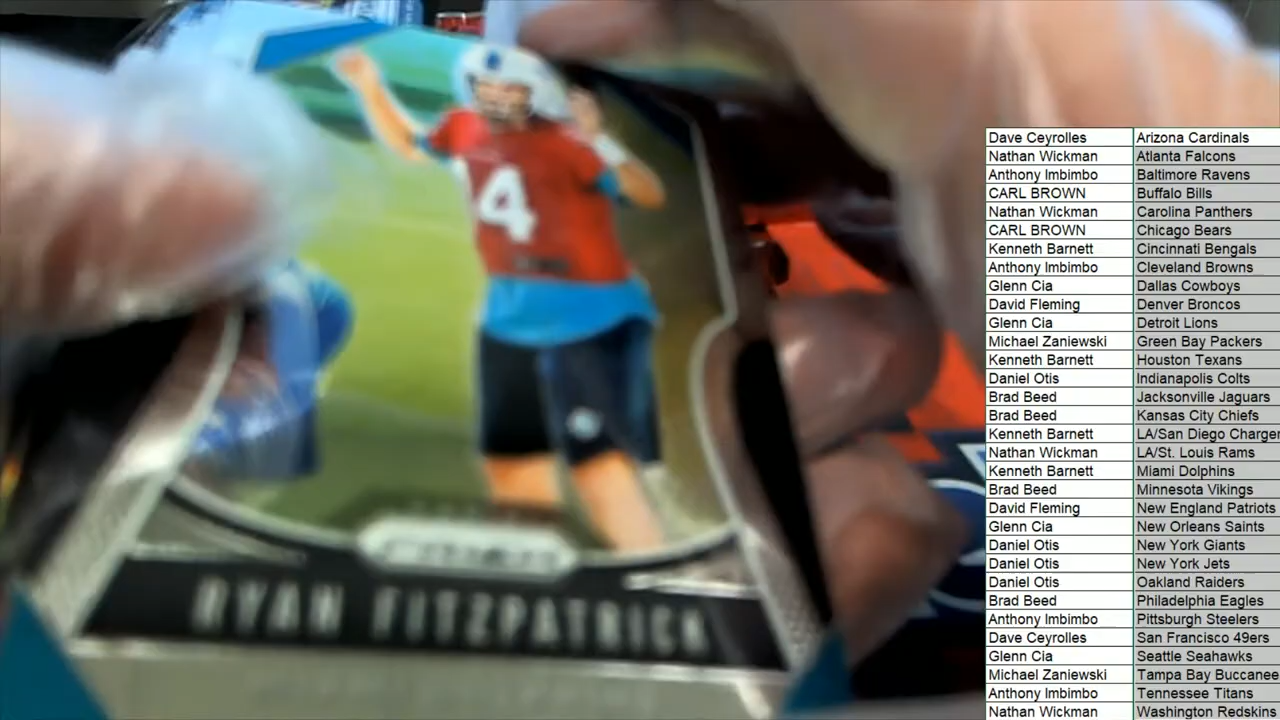 4
RYAN FITZPATRICK
Dave Ceyrolles Arizona Cardinals
Nathan Wickman Atlanta Falcons
Anthony Imbimbo Baltimore Ravens
CARL BROWN Buffalo Bills
Nathan Wickman Carolina Panthers
CARL BROWN Chicago Bears
Kenneth Barnett Cincinnati Bengals
Anthony Imbimbo Cleveland Browns
Glenn Cia Dallas Cowboys
David Fleming Denver Broncos
Glenn Cia Detroit Lions
Michael Zaniewski Green Bay Packers
Kenneth Barnett Houston Texans
Daniel Otis Indianapolis Colts
Brad Beed Jacksonville Jaguars
Brad Beed Kansas City Chiefs
Kenneth Barnett LA/San Diego Charger
Nathan Wickman LA/St. Louis Rams
Kenneth Barnett Miami Dolphins
Brad Beed Minnesota Vikings
David Fleming New England Patriots
Glenn Cia New Orleans Saints
Daniel Otis New York Giants
Daniel Otis New York Jets
Daniel Otis Oakland Raiders
Brad Beed Philadelphia Eagles
Anthony Imbimbo Pittsburgh Steelers
Dave Ceyrolles San Francisco 49ers
Glenn Cia Seattle Seahawks
Michael Zaniewski Tampa Bay Buccanee
Anthony Imbimbo Tennessee Titans
Nathan Wickman Washington Redskins